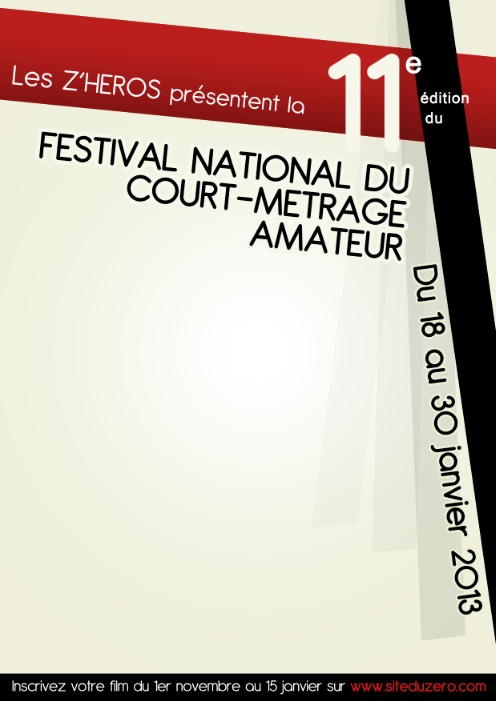 Les Z'HEROS présentent la
11e
édition
du
FESTIVAL NATIONAL DU
COURT-METRAGE
AMATEUR
Du 18 au 30 janvier 2013
Inscrivez votre film du 1er novembre au 15 janvier sur www.siteduzero.com